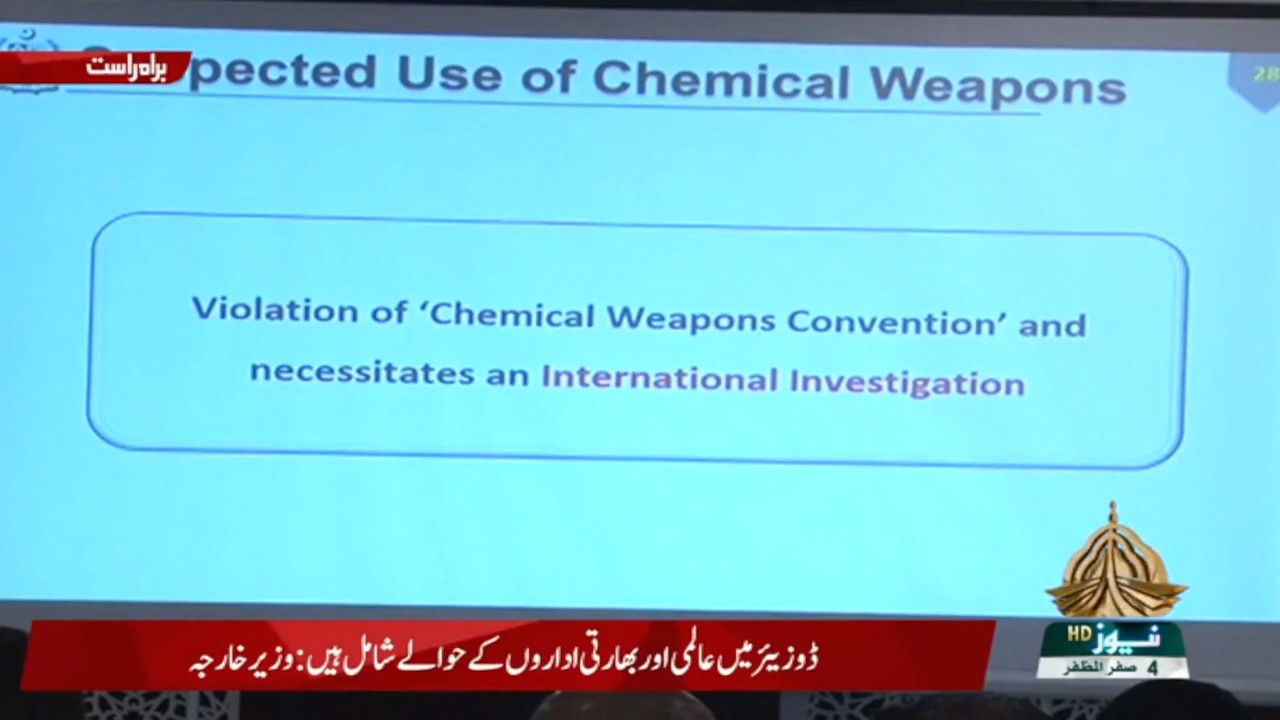 براہ راست
pected Use of Chemical Weapons
28
Violation of ‘Chemical Weapons Convention’ and
necessitates an International Investigation
نیوز HD
4 صفر المظفر
ڈوزیئر میں عالمی اور بھارتی اداروں کے حوالے شامل ہیں: وزیر خارجہ